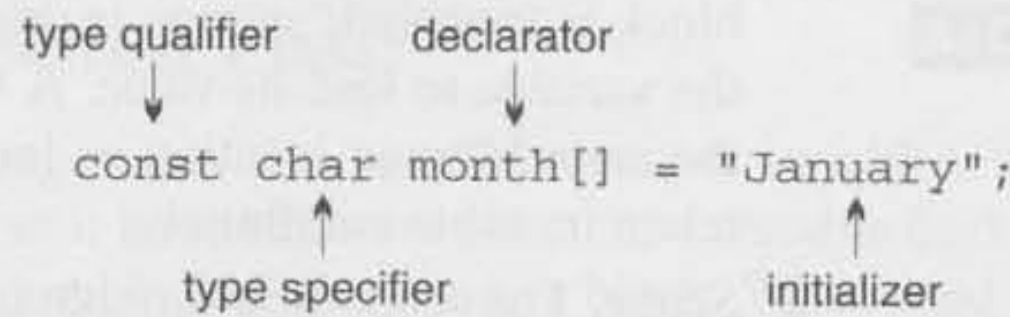 type qualifier declarator
const char month[] = "January";
type specifier initializer